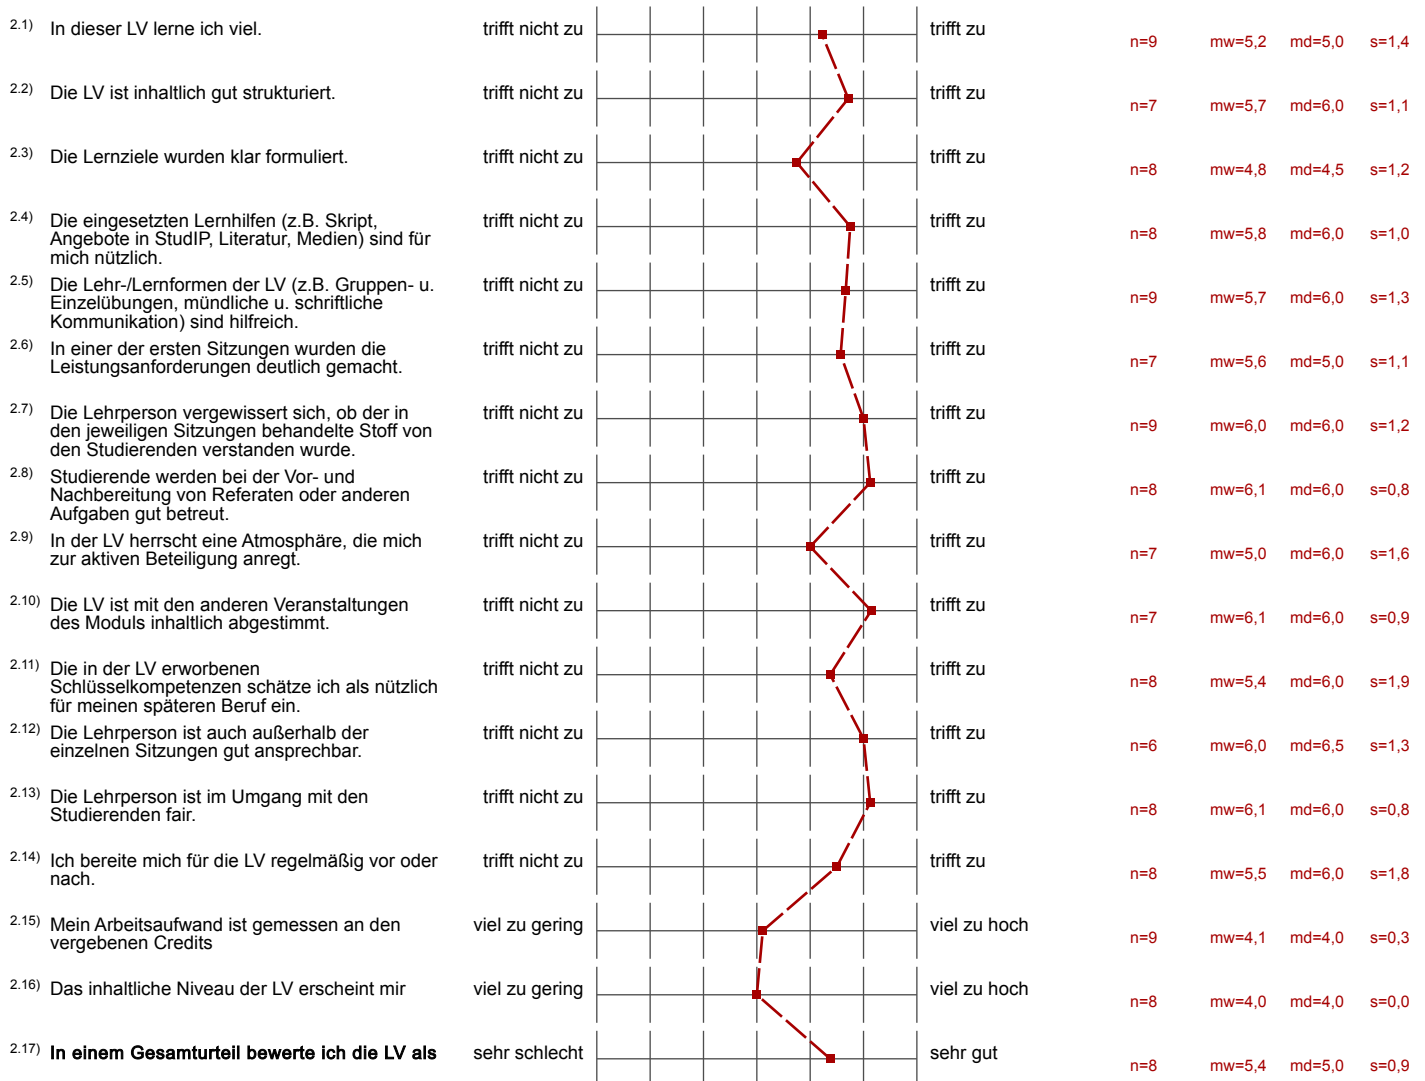 2.1) In dieser LV lerne ich viel. trifft nicht zu trifft zu n=9 mw=5,2 md=5,0 s=1,4
2.2) Die LV ist inhaltlich gut strukturiert. trifft nicht zu trifft zu n=7 mw=5,7 md=6,0 s=1,1
2.3) Die Lernziele wurden klar formuliert. trifft nicht zu trifft zu n=8 mw=4,8 md=4,5 s=1,2
2.4) Die eingesetzten Lernhilfen (z.B. Skript, trifft nicht zu trifft zu
Angebote in StudIP, Literatur, Medien) sind für n=8 mw=5,8 md=6,0 s=1,0
mich nützlich.
2.5) Die Lehr-/Lernformen der LV (z.B. Gruppen- u. trifft nicht zu trifft zu
Einzelübungen, mündliche u. schriftliche n=9 mw=5,7 md=6,0 s=1,3
Kommunikation) sind hilfreich.
2.6) In einer der ersten Sitzungen wurden die trifft nicht zu trifft zu
Leistungsanforderungen deutlich gemacht. n=7 mw=5,6 md=5,0 s=1,1
2.7) Die Lehrperson vergewissert sich, ob der in trifft nicht zu trifft zu
den jeweiligen Sitzungen behandelte Stoff von n=9 mw=6,0 md=6,0 s=1,2
den Studierenden verstanden wurde.
2.8) Studierende werden bei der Vor- und trifft nicht zu trifft zu
Nachbereitung von Referaten oder anderen n=8 mw=6,1 md=6,0 s=0,8
Aufgaben gut betreut.
2.9) In der LV herrscht eine Atmosphäre, die mich trifft nicht zu trifft zu
zur aktiven Beteiligung anregt. n=7 mw=5,0 md=6,0 s=1,6
2.10) Die LV ist mit den anderen Veranstaltungen trifft nicht zu trifft zu
des Moduls inhaltlich abgestimmt. n=7 mw=6,1 md=6,0 s=0,9
2.11) Die in der LV erworbenen trifft nicht zu trifft zu
Schlüsselkompetenzen schätze ich als nützlich n=8 mw=5,4 md=6,0 s=1,9
für meinen späteren Beruf ein.
2.12) Die Lehrperson ist auch außerhalb der trifft nicht zu trifft zu
einzelnen Sitzungen gut ansprechbar. n=6 mw=6,0 md=6,5 s=1,3
2.13) Die Lehrperson ist im Umgang mit den trifft nicht zu trifft zu
Studierenden fair. n=8 mw=6,1 md=6,0 s=0,8
2.14) Ich bereite mich für die LV regelmäßig vor oder trifft nicht zu trifft zu
nach. n=8 mw=5,5 md=6,0 s=1,8
2.15) Mein Arbeitsaufwand ist gemessen an den viel zu gering viel zu hoch
vergebenen Credits n=9 mw=4,1 md=4,0 s=0,3
2.16) Das inhaltliche Niveau der LV erscheint mir viel zu gering viel zu hoch n=8 mw=4,0 md=4,0 s=0,0
2.17) In einem Gesamturteil bewerte ich die LV als sehr schlecht sehr gut n=8 mw=5,4 md=5,0 s=0,9